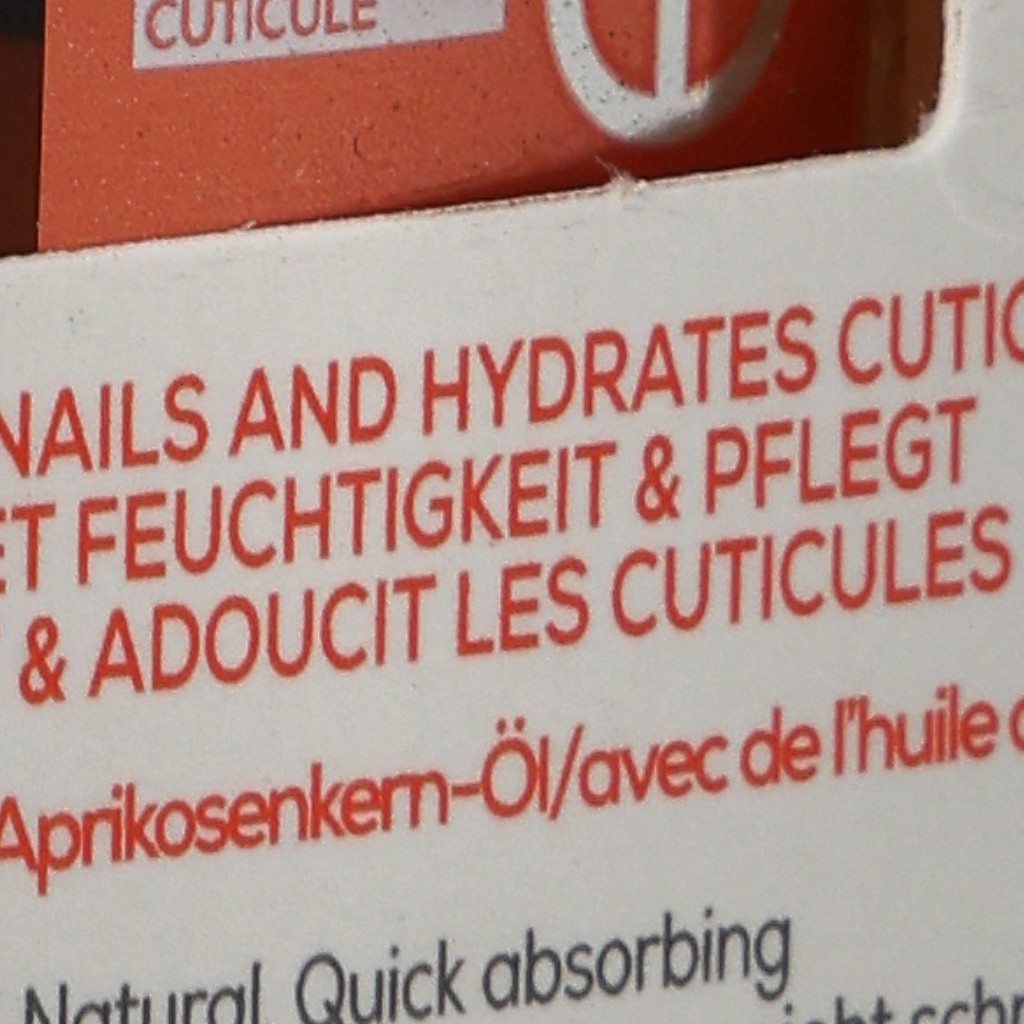 CUTICULE
NAILS AND HYDRATES CUTIC
ET FEUCHTIGKEIT & PFLEGT
& ADOUCIT LES CUTICULES
Aprikosenkern-Öl/avec de l'huile d
Natural. Quick absorbing